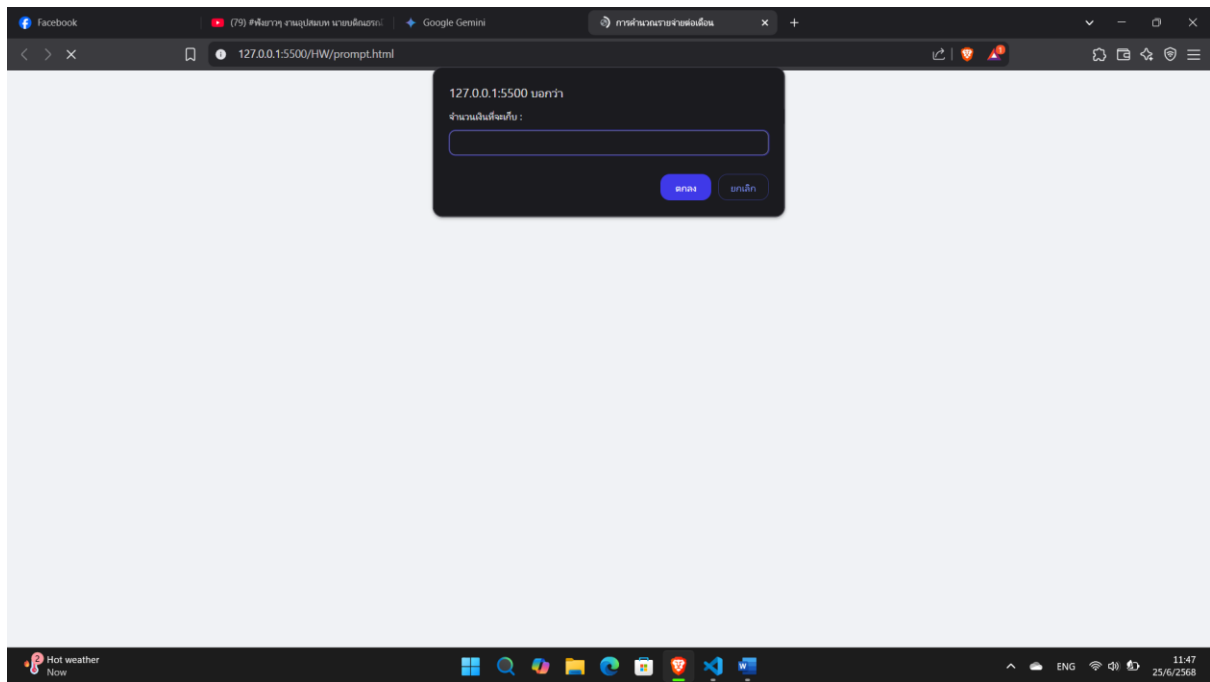 Facebook
(79) #ฟังยาวๆ งานอุปสมบท นายบดิณธรณ์
Google Gemini
การคำนวณรายจ่ายต่อเดือน
127.0.0.1:5500/HW/prompt.html
1
127.0.0.1:5500 บอกว่า
จำนวนเงินที่จะเก็บ :
ตกลง
ยกเลิก
2
Hot weather
Now
ENG
11:47
25/6/2568